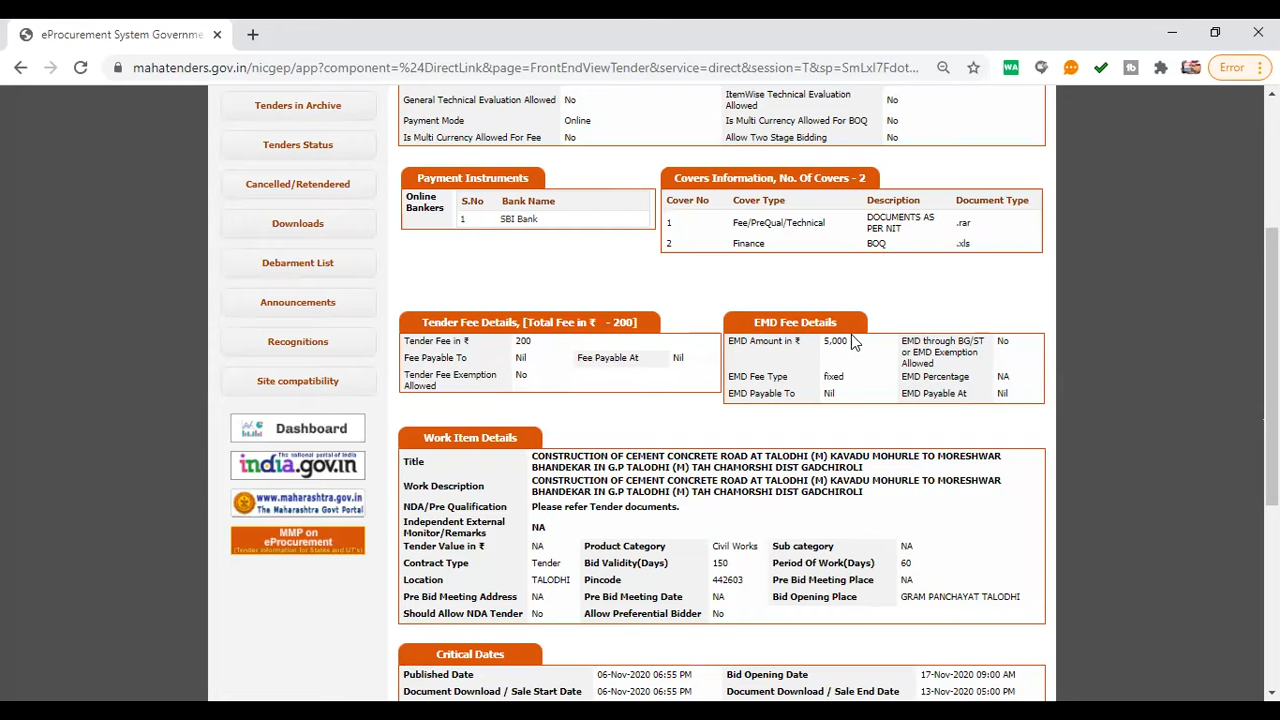 eProcurement System Governme
mahatenders.gov.in/nicgep/app?component=%24DirectLink&page=FrontEndViewTender&service=direct&session=T&sp=SmLxl7Fdot...
WA
Error
Tenders in Archive
Tenders Status
Cancelled/Retendered
Downloads
Debarment List
Announcements
Recognitions
Site compatibility
Dashboard
The national portal of India
india.gov.in
www.maharashtra.gov.in
The Maharashtra Govt Portal
MMP on
eProcurement
(Tender information for States and UT's)
General Technical Evaluation Allowed No
ItemWise Technical Evaluation
Allowed No
Payment Mode Online
Is Multi Currency Allowed For BOQ No
Is Multi Currency Allowed For Fee No
Allow Two Stage Bidding No
Payment Instruments
Online
Bankers
S.No Bank Name
1 SBI Bank
Covers Information, No. Of Covers - 2
Cover No Cover Type Description Document Type
1 Fee/PreQual/Technical DOCUMENTS AS
PER NIT .rar
2 Finance BOQ .xls
Tender Fee Details, [Total Fee in ₹ - 200]
Tender Fee in ₹ 200
Fee Payable To Nil Fee Payable At Nil
Tender Fee Exemption
Allowed No
EMD Fee Details
EMD Amount in ₹ 5,000
EMD through BG/ST
or EMD Exemption
Allowed No
EMD Fee Type fixed EMD Percentage NA
EMD Payable To Nil EMD Payable At Nil
Work Item Details
Title CONSTRUCTION OF CEMENT CONCRETE ROAD AT TALODHI (M) KAVADU MOHURLE TO MORESHWAR
BHANDEKAR IN G.P TALODHI (M) TAH CHAMORSHI DIST GADCHIROLI
Work Description CONSTRUCTION OF CEMENT CONCRETE ROAD AT TALODHI (M) KAVADU MOHURLE TO MORESHWAR
BHANDEKAR IN G.P TALODHI (M) TAH CHAMORSHI DIST GADCHIROLI
NDA/Pre Qualification Please refer Tender documents.
Independent External
Monitor/Remarks NA
Tender Value in ₹ NA Product Category Civil Works Sub category NA
Contract Type Tender Bid Validity(Days) 150 Period Of Work(Days) 60
Location TALODHI Pincode 442603 Pre Bid Meeting Place NA
Pre Bid Meeting Address NA Pre Bid Meeting Date NA Bid Opening Place GRAM PANCHAYAT TALODHI
Should Allow NDA Tender No Allow Preferential Bidder No
Critical Dates
Published Date 06-Nov-2020 06:55 PM Bid Opening Date 17-Nov-2020 09:00 AM
Document Download / Sale Start Date 06-Nov-2020 06:55 PM Document Download / Sale End Date 13-Nov-2020 05:00 PM